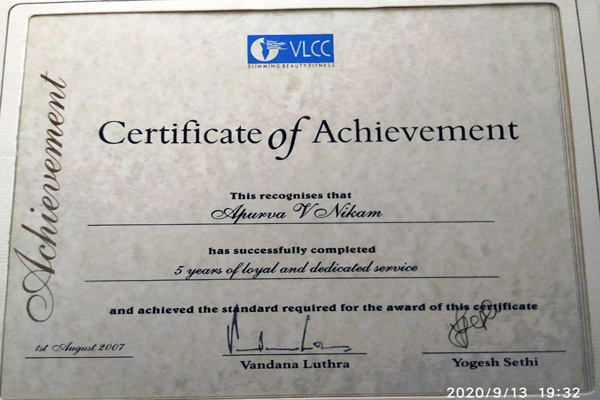 VLCC
SLIMMING.BEAUTY.FITNESS
Achievement
Certificate of Achievement
This recognises that
Apurva V Nikam
has successfully completed
5 years of loyal and dedicated service
and achieved the standard required for the award of this certificate
1st August 2007
Vandana Luthra
Yogesh Sethi
2020/9/13 19:32